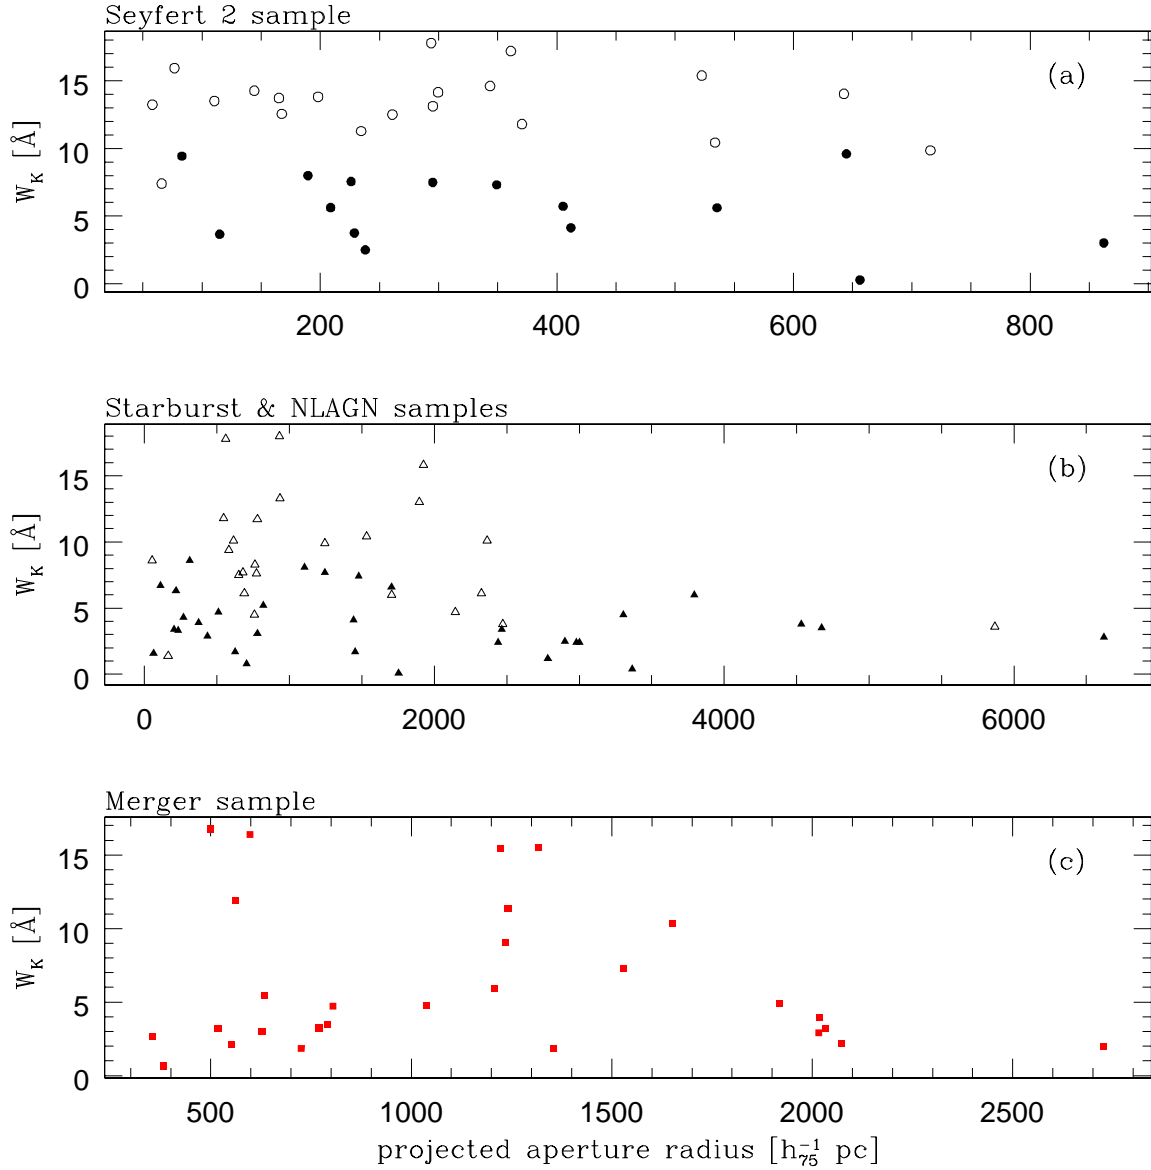 Seyfert 2 sample
(a)
15
10
5
0
W_K [Å]
200 400 600 800
Starburst & NLAGN samples
(b)
15
10
5
0
W_K [Å]
0 2000 4000 6000
Merger sample
(c)
15
10
5
0
W_K [Å]
500 1000 1500 2000 2500
projected aperture radius [h_75^-1 pc]